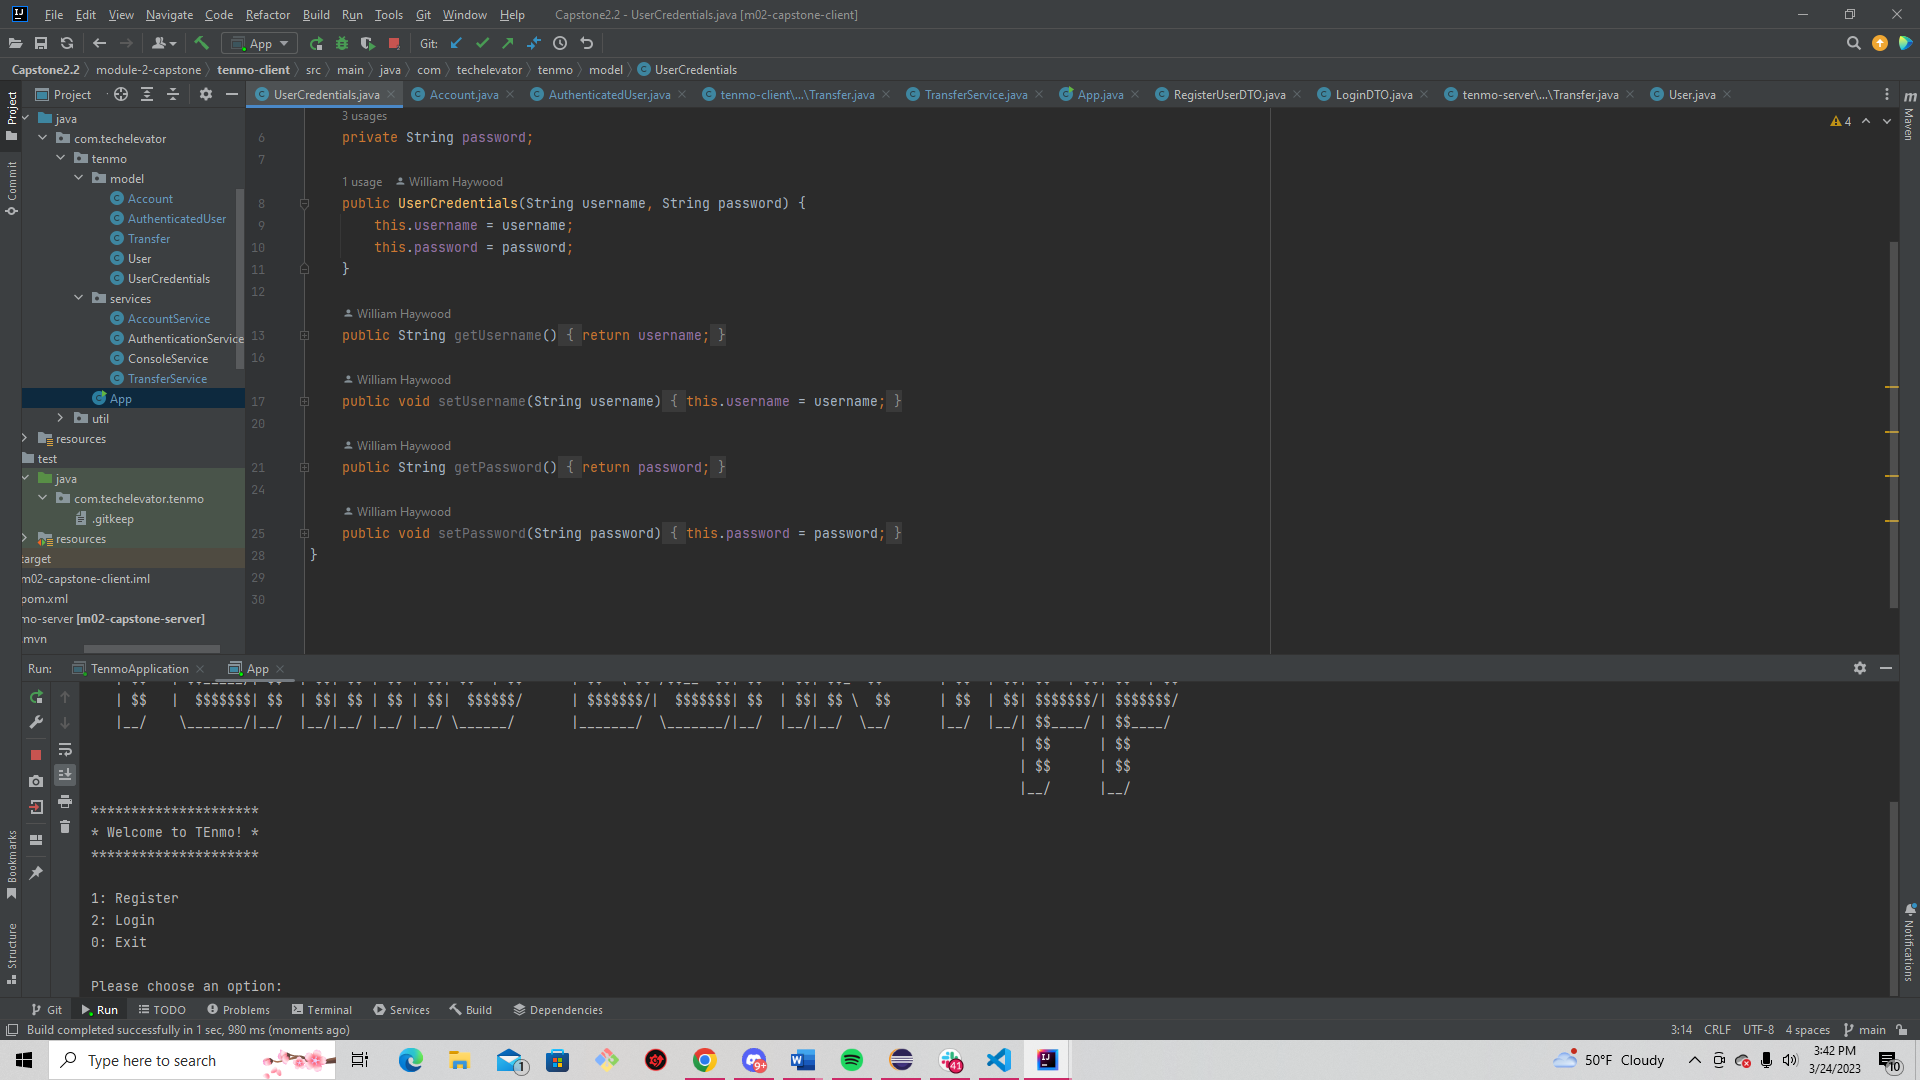 File Edit View Navigate Code Refactor Build Run Tools Git Window Help Capstone2.2 - UserCredentials.java [m02-capstone-client]
App Git:
Capstone2.2 module-2-capstone tenmo-client src main java com techelevator tenmo model UserCredentials
Project
UserCredentials.java Account.java AuthenticatedUser.java tenmo-client\...\Transfer.java TransferService.java App.java RegisterUserDTO.java LoginDTO.java tenmo-server\...\Transfer.java User.java
Project
Commit
Bookmarks
Structure
java
com.techelevator
tenmo
model
Account
AuthenticatedUser
Transfer
User
UserCredentials
services
AccountService
AuthenticationService
ConsoleService
TransferService
App
util
resources
test
java
com.techelevator.tenmo
.gitkeep
resources
target
m02-capstone-client.iml
pom.xml
mo-server [m02-capstone-server]
.mvn
3 usages
6 private String password;
7
1 usage William Haywood
8 public UserCredentials(String username, String password) {
9 this.username = username;
10 this.password = password;
11 }
12
William Haywood
13 public String getUsername() { return username; }
16
William Haywood
17 public void setUsername(String username) { this.username = username; }
20
William Haywood
21 public String getPassword() { return password; }
24
William Haywood
25 public void setPassword(String password) { this.password = password; }
28 }
29
30
4
Maven
Notifications
Run: TenmoApplication App
| $$   |  $$$$$$$| $$  | $$| $$ | $$ | $$|  $$$$$$/      | $$$$$$$/|  $$$$$$$| $$  | $$| $$ \  $$      | $$  | $$| $$$$$$$/| $$$$$$$/
|__/    \_______/|__/  |__/|__/ |__/ |__/ \______/       |_______/  \_______/|__/  |__/|__/  \__/      |__/  |__/| $$____/ | $$____/
| $$      | $$
| $$      | $$
|__/      |__/
*********************
* Welcome to TEnmo! *
*********************
1: Register
2: Login
0: Exit
Please choose an option:
Git Run TODO Problems Terminal Services Build Dependencies
Build completed successfully in 1 sec, 980 ms (moments ago) 3:14 CRLF UTF-8 4 spaces main
Type here to search 1 9+ 41 50°F Cloudy 3:42 PM
3/24/2023 10